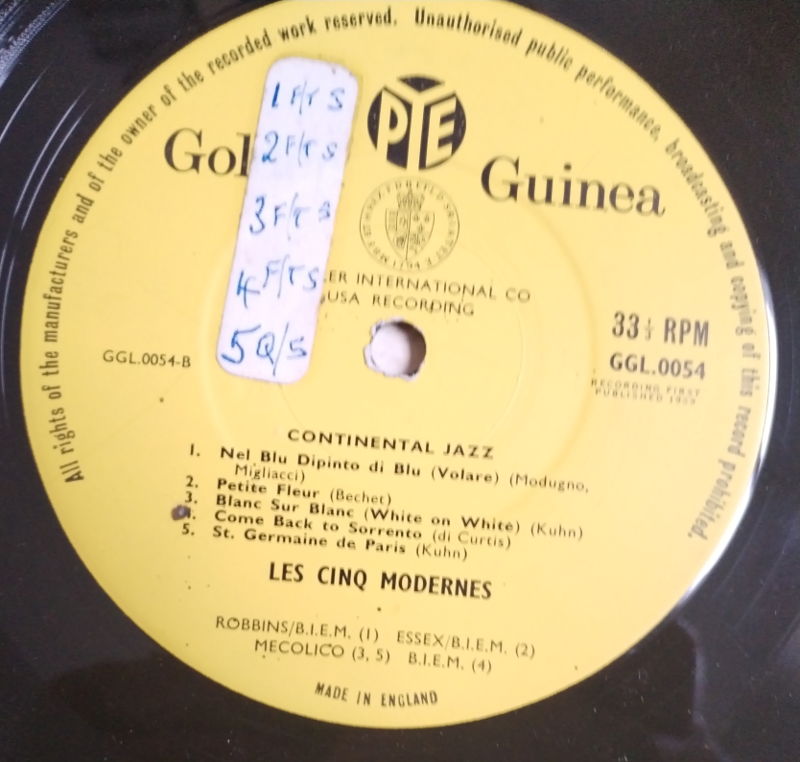 All rights of the manufacturers and of the owner of the recorded work reserved. Unauthorised public performance, broadcasting and copying of this record prohibited.
PYE
Gol Guinea
1 F/T S
2 F/T S
3 F/T S
4 F/T S
5 Q/S
ER INTERNATIONAL CO
USA RECORDING
33⅓ RPM
GGL.0054-B
GGL.0054
RECORDING FIRST
PUBLISHED 1959
CONTINENTAL JAZZ
1. Nel Blu Dipinto di Blu (Volare) (Modugno,
Migliacci)
2. Petite Fleur (Bechet)
3. Blanc Sur Blanc (White on White) (Kuhn)
4. Come Back to Sorrento (di Curtis)
5. St. Germaine de Paris (Kuhn)
LES CINQ MODERNES
ROBBINS/B.I.E.M. (1) ESSEX/B.I.E.M. (2)
MECOLICO (3, 5) B.I.E.M. (4)
MADE IN ENGLAND